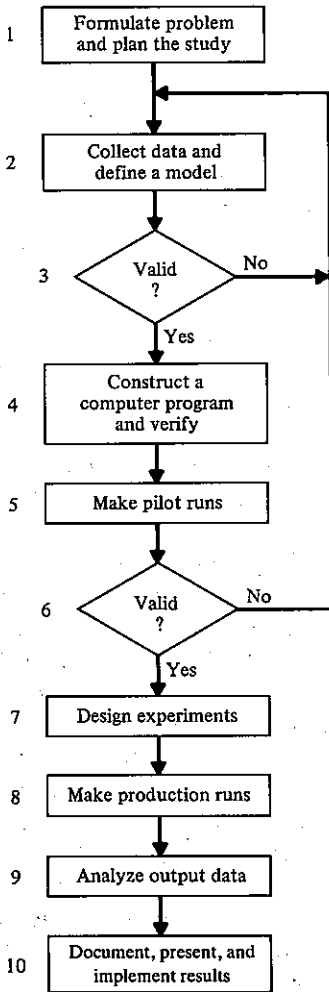 1
Formulate problem
and plan the study
2
Collect data and
define a model
3
Valid
?
No
Yes
4
Construct a
computer program
and verify
5
Make pilot runs
6
Valid
?
No
Yes
7
Design experiments
8
Make production runs
9
Analyze output data
10
Document, present, and
implement results